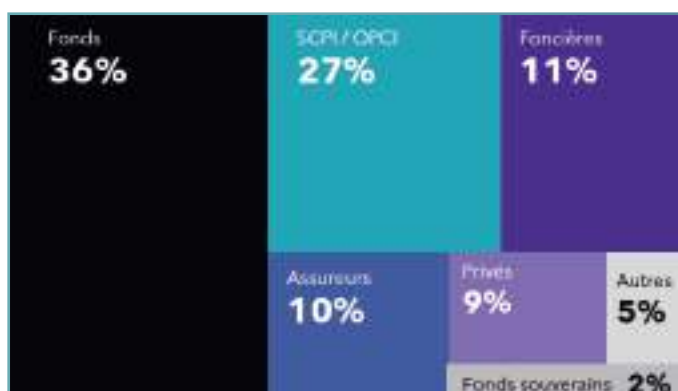 Fonds
36%
SCPI / OPCI
27%
Foncières
11%
Assureurs
10%
Privés
9%
Autres
5%
Fonds souverains 2%